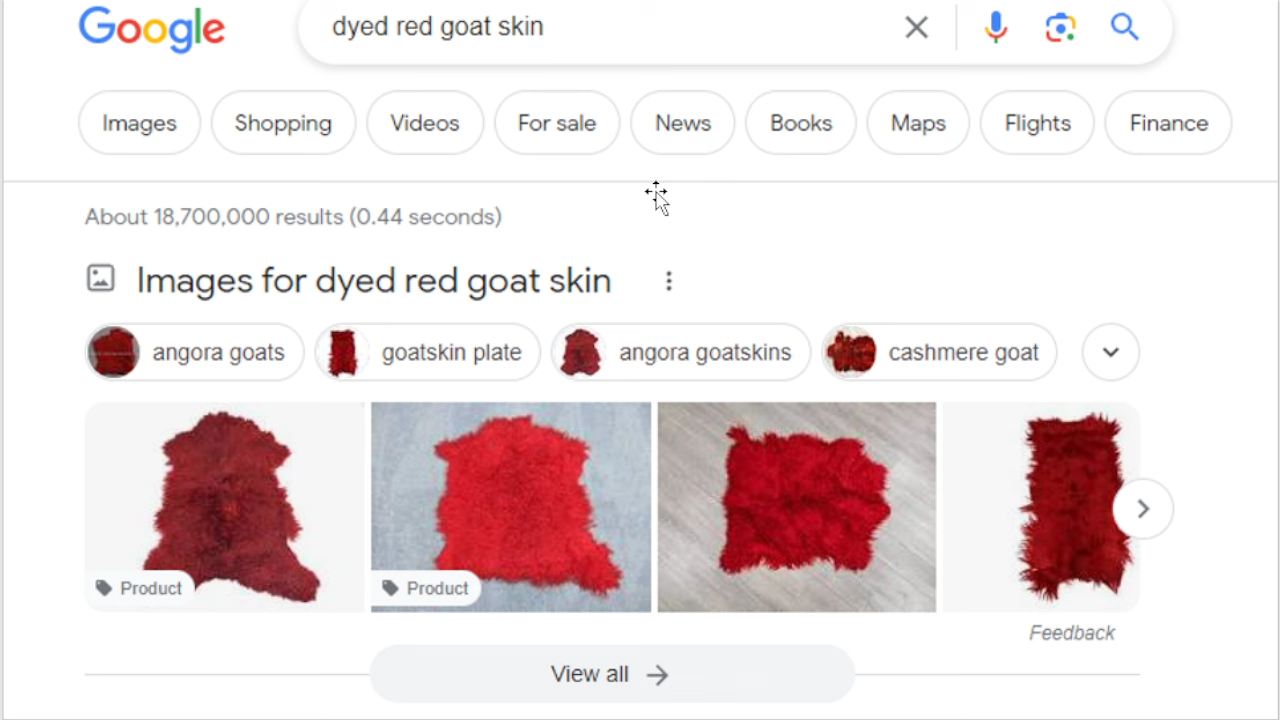 Google dyed red goat skin
Images Shopping Videos For sale News Books Maps Flights Finance
About 18,700,000 results (0.44 seconds)
Images for dyed red goat skin
angora goats goatskin plate angora goatskins cashmere goat
Product Product
Feedback
View all